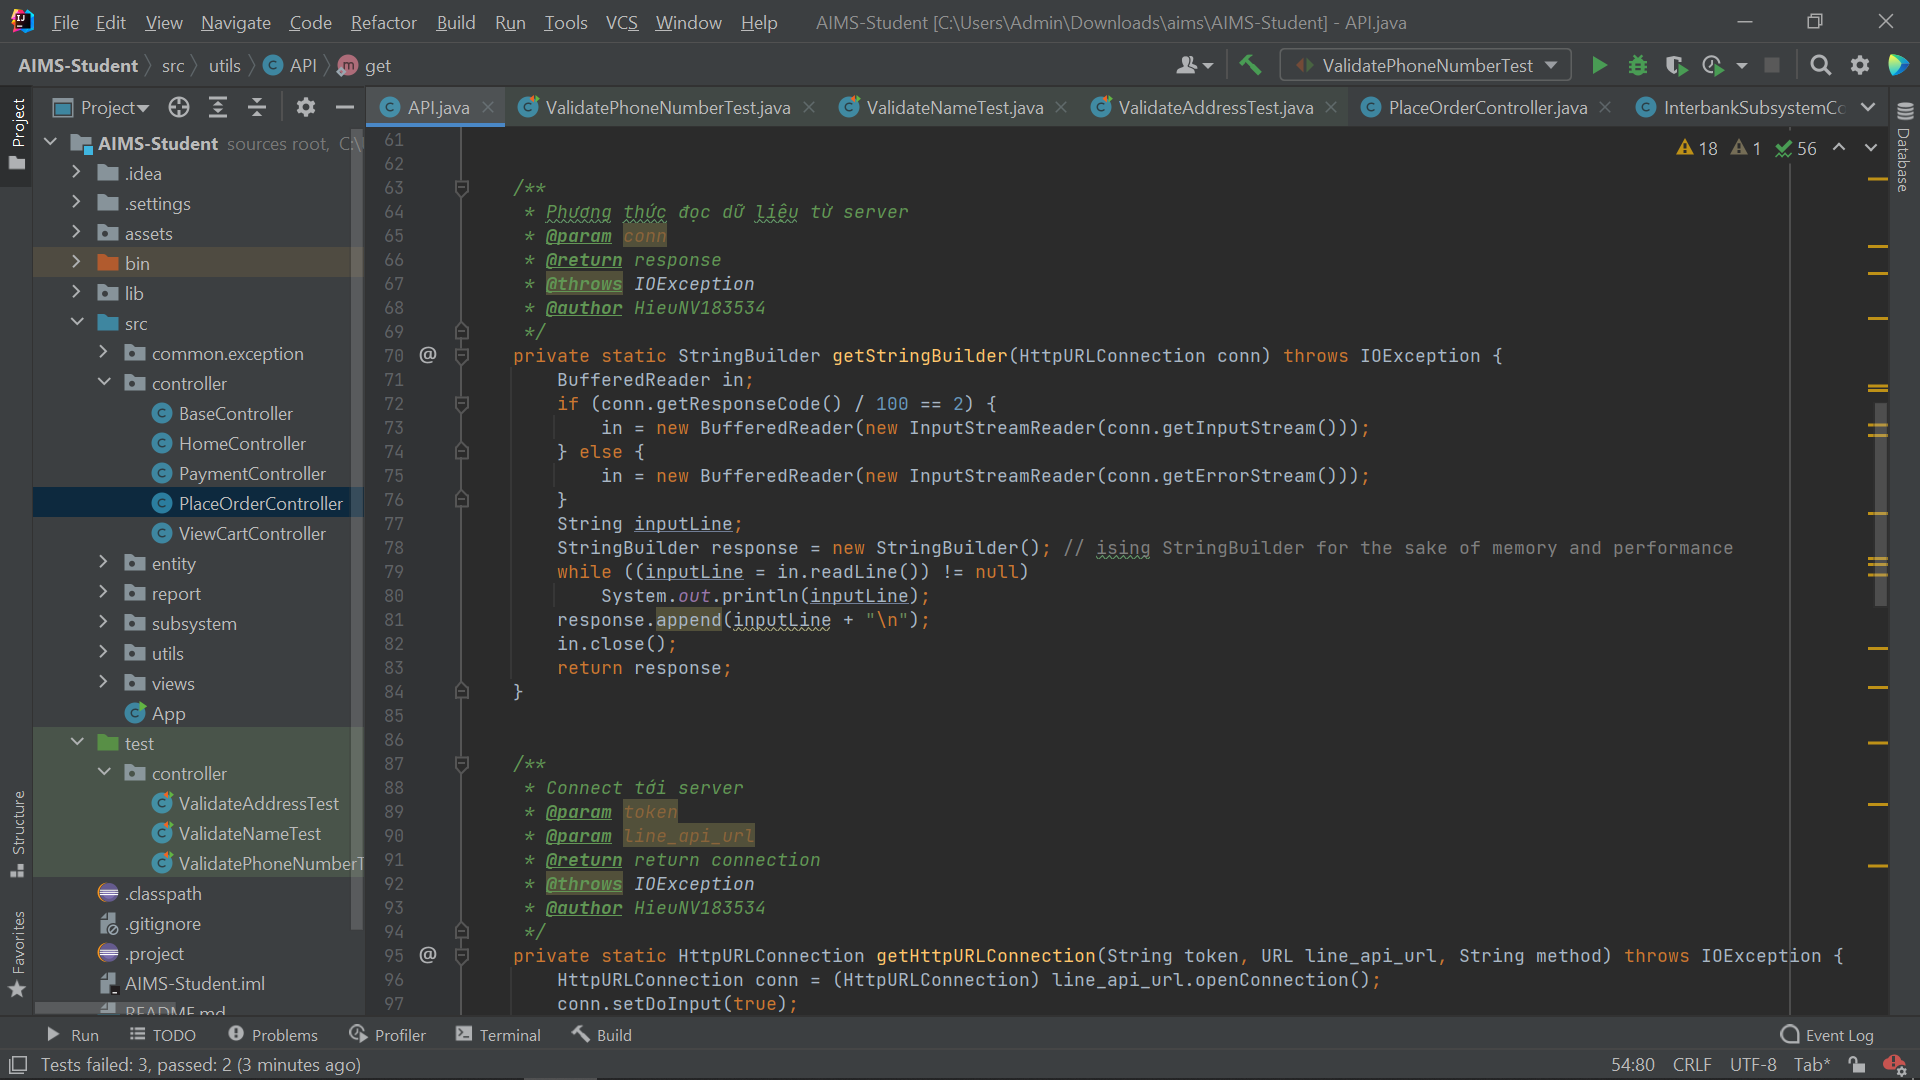 File Edit View Navigate Code Refactor Build Run Tools VCS Window Help AIMS-Student [C:\Users\Admin\Downloads\aims\AIMS-Student] - API.java
AIMS-Student src utils API get ValidatePhoneNumberTest
Project
API.java ValidatePhoneNumberTest.java ValidateNameTest.java ValidateAddressTest.java PlaceOrderController.java InterbankSubsystemCo
Project
Structure
Favorites
Database
AIMS-Student sources root, C:\
.idea
.settings
assets
bin
lib
src
common.exception
controller
BaseController
HomeController
PaymentController
PlaceOrderController
ViewCartController
entity
report
subsystem
utils
views
App
test
controller
ValidateAddressTest
ValidateNameTest
ValidatePhoneNumberT
.classpath
.gitignore
.project
AIMS-Student.iml
README.md
18 1 56
61
62
63 /**
64 * Phương thức đọc dữ liêu từ server
65 * @param conn
66 * @return response
67 * @throws IOException
68 * @author HieuNV183534
69 */
70 @ private static StringBuilder getStringBuilder(HttpURLConnection conn) throws IOException {
71 BufferedReader in;
72 if (conn.getResponseCode() / 100 == 2) {
73 in = new BufferedReader(new InputStreamReader(conn.getInputStream()));
74 } else {
75 in = new BufferedReader(new InputStreamReader(conn.getErrorStream()));
76 }
77 String inputLine;
78 StringBuilder response = new StringBuilder(); // ising StringBuilder for the sake of memory and performance
79 while ((inputLine = in.readLine()) != null)
80 System.out.println(inputLine);
81 response.append(inputLine + "\n");
82 in.close();
83 return response;
84 }
85
86
87 /**
88 * Connect tới server
89 * @param token
90 * @param line_api_url
91 * @return return connection
92 * @throws IOException
93 * @author HieuNV183534
94 */
95 @ private static HttpURLConnection getHttpURLConnection(String token, URL line_api_url, String method) throws IOException {
96 HttpURLConnection conn = (HttpURLConnection) line_api_url.openConnection();
97 conn.setDoInput(true);
Run TODO Problems Profiler Terminal Build Event Log
Tests failed: 3, passed: 2 (3 minutes ago) 54:80 CRLF UTF-8 Tab*